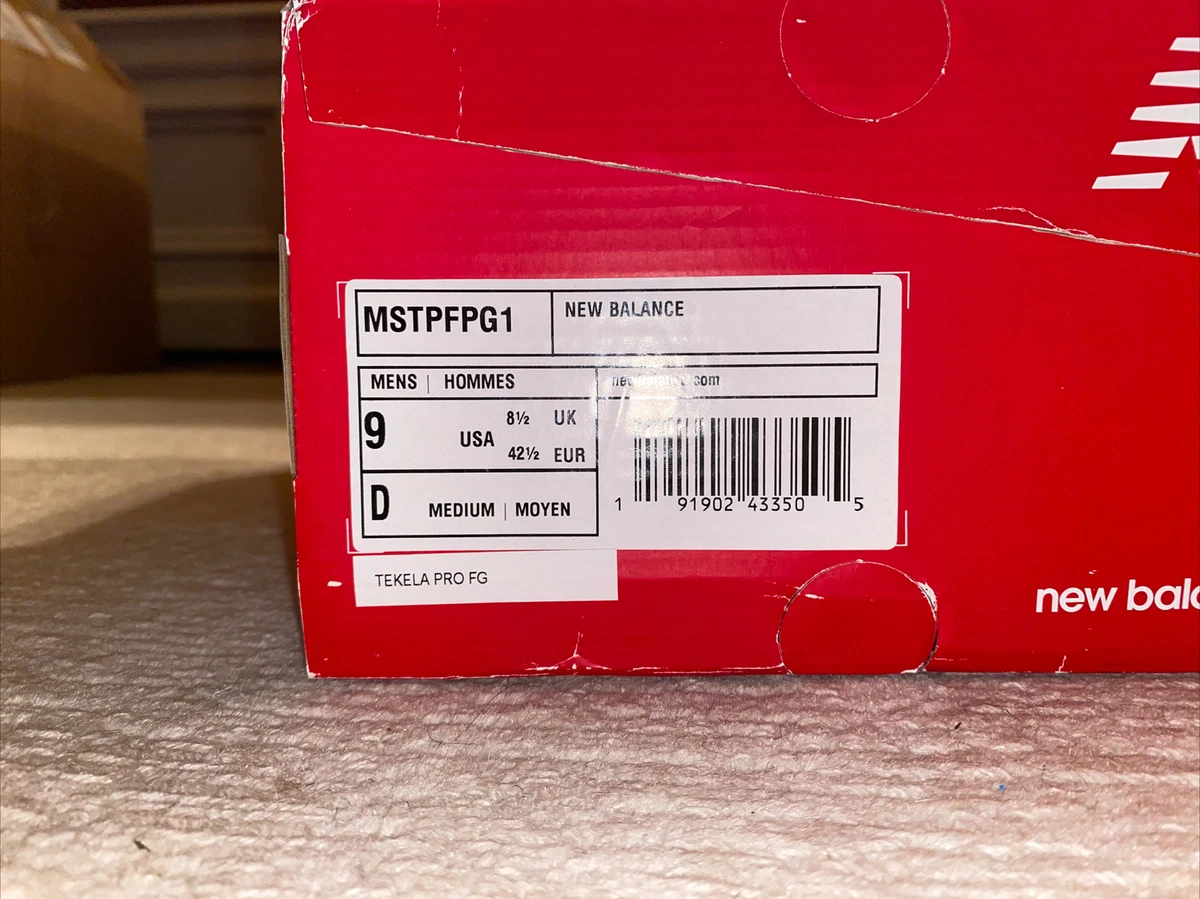 MSTPFPG1
NEW BALANCE
MENS | HOMMES
9
USA
8½ UK
42½ EUR
D
MEDIUM | MOYEN
1 91902 43350 5
TEKELA PRO FG
new